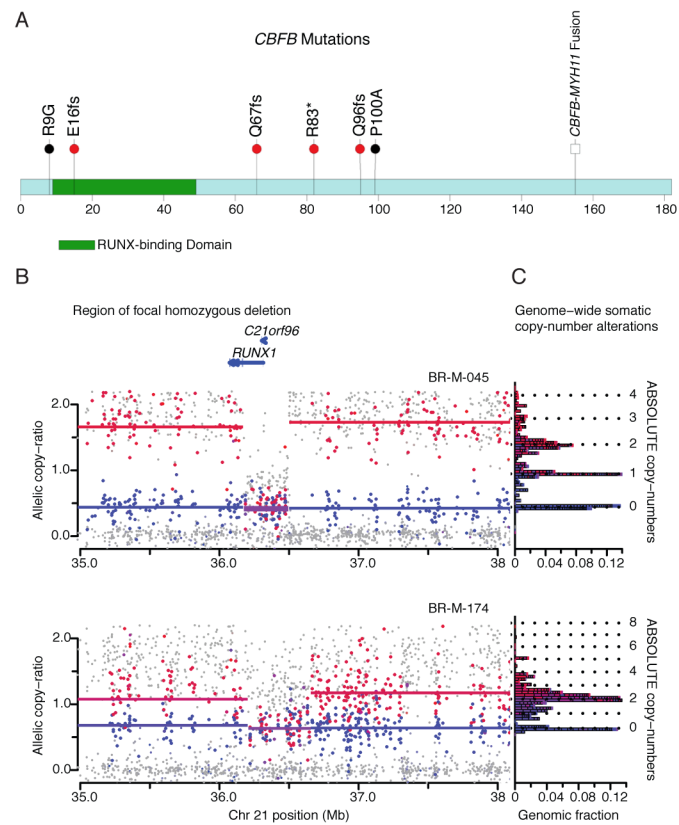 A
CBFB Mutations
R9G
E16fs
Q67fs
R83*
Q96fs
P100A
CBFB-MYH11 Fusion
0 20 40 60 80 100 120 140 160 180
RUNX-binding Domain
B
Region of focal homozygous deletion
C21orf96
RUNX1
BR-M-045
2.0
1.0
0.0
Allelic copy−ratio
35.0 36.0 37.0 38
C
Genome−wide somatic
copy-number alterations
4
3
2
1
0
ABSOLUTE copy−numbers
0 0.04 0.08 0.12
BR-M-174
2.0
1.0
0.0
Allelic copy−ratio
35.0 36.0 37.0 38
Chr 21 position (Mb)
8
6
4
2
0
ABSOLUTE copy−numbers
0 0.04 0.08 0.12
Genomic fraction